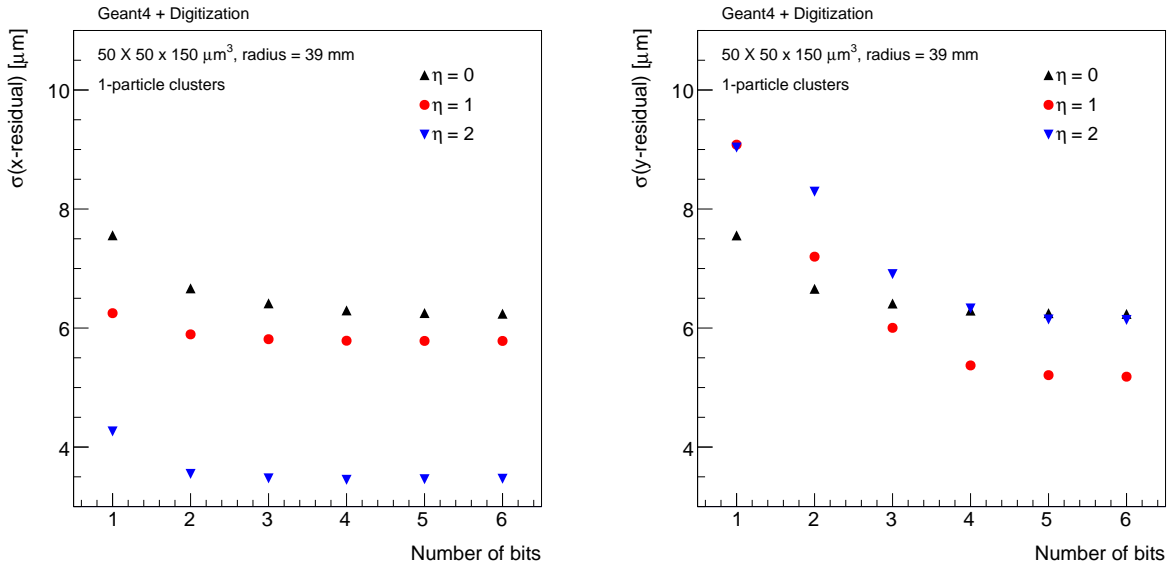 Geant4 + Digitization
50 X 50 x 150 μm³, radius = 39 mm
1-particle clusters
η = 0
η = 1
η = 2
σ(x-residual) [μm]
10
8
6
4
1 2 3 4 5 6
Number of bits
Geant4 + Digitization
50 X 50 x 150 μm³, radius = 39 mm
1-particle clusters
η = 0
η = 1
η = 2
σ(y-residual) [μm]
10
8
6
4
1 2 3 4 5 6
Number of bits